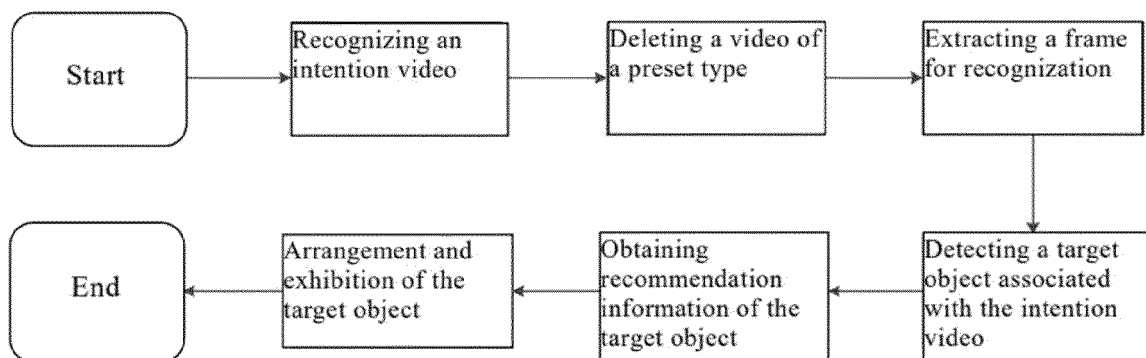 Start
Recognizing an
intention video
Deleting a video of
a preset type
Extracting a frame
for recognization
Detecting a target
object associated
with the intention
video
Obtaining
recommendation
information of the
target object
Arrangement and
exhibition of the
target object
End